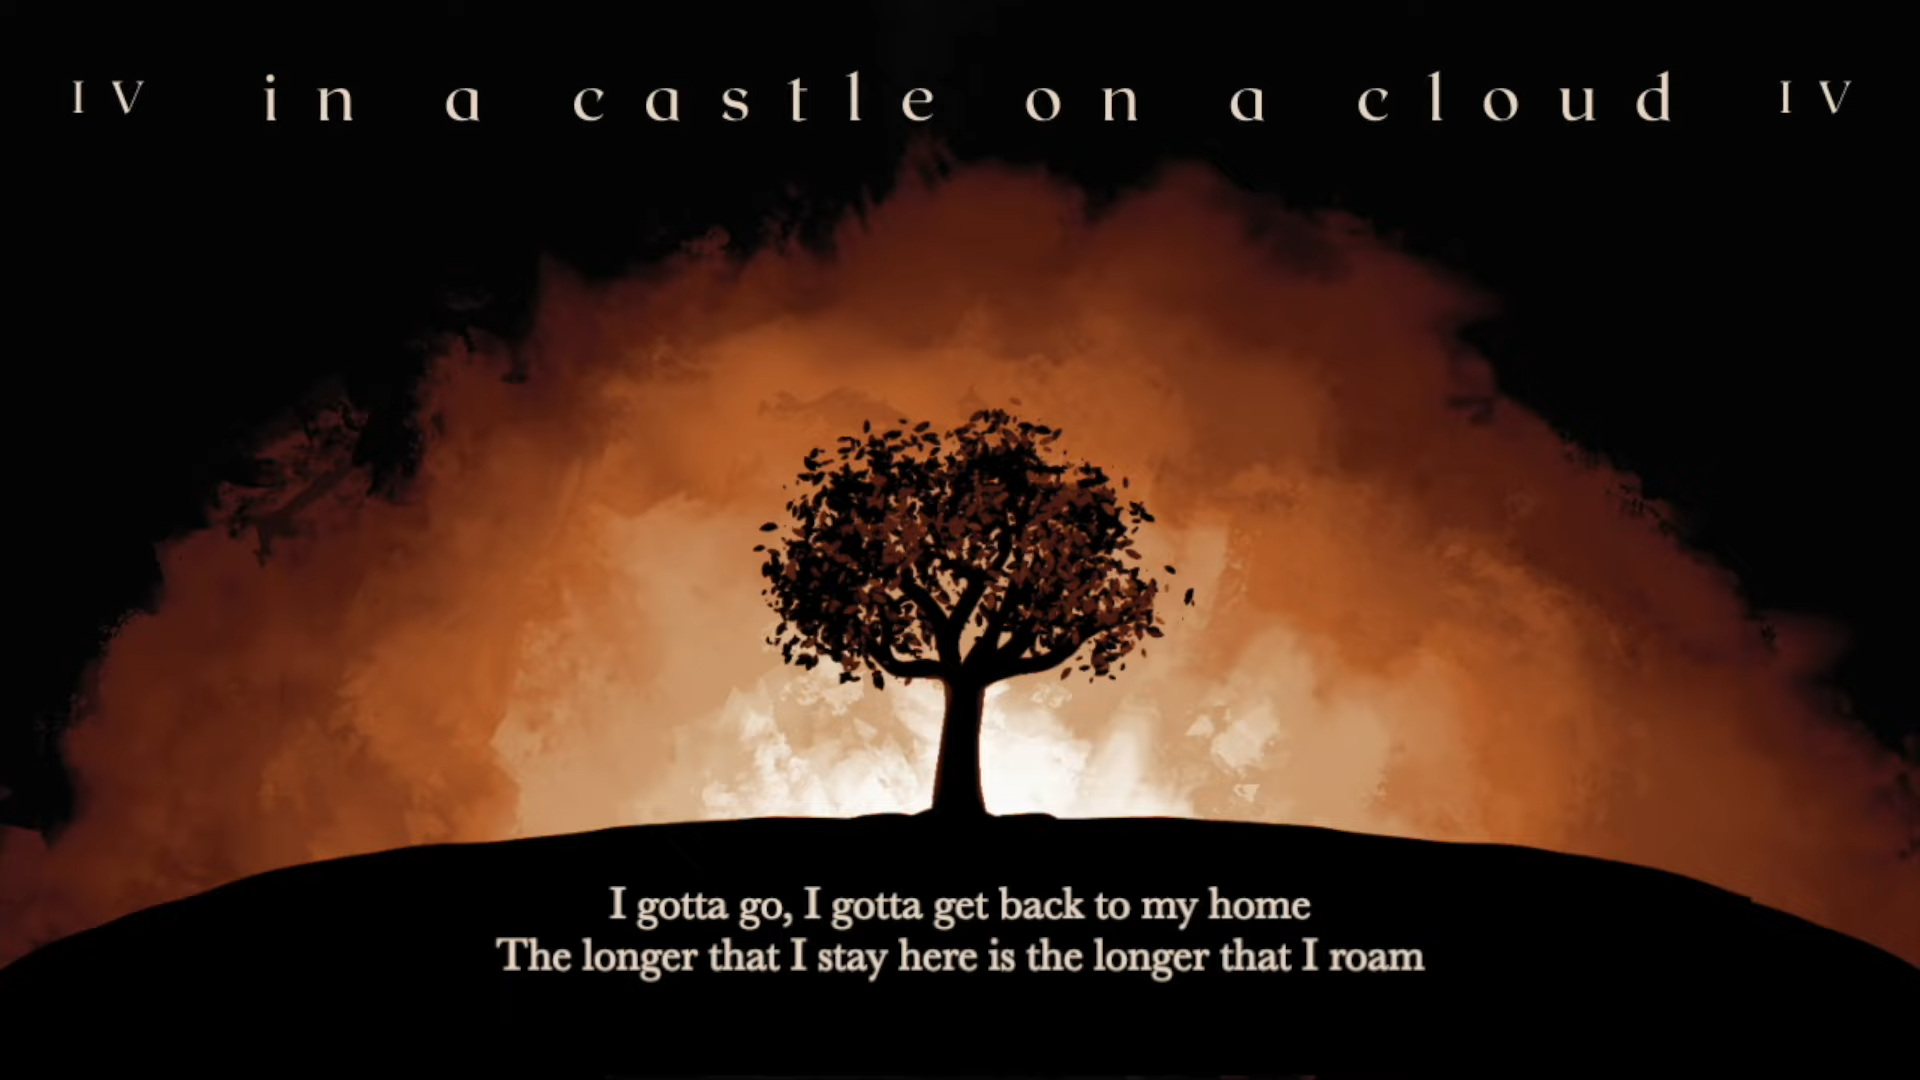 IV in a castle on a cloud IV
I gotta go, I gotta get back to my home
The longer that I stay here is the longer that I roam